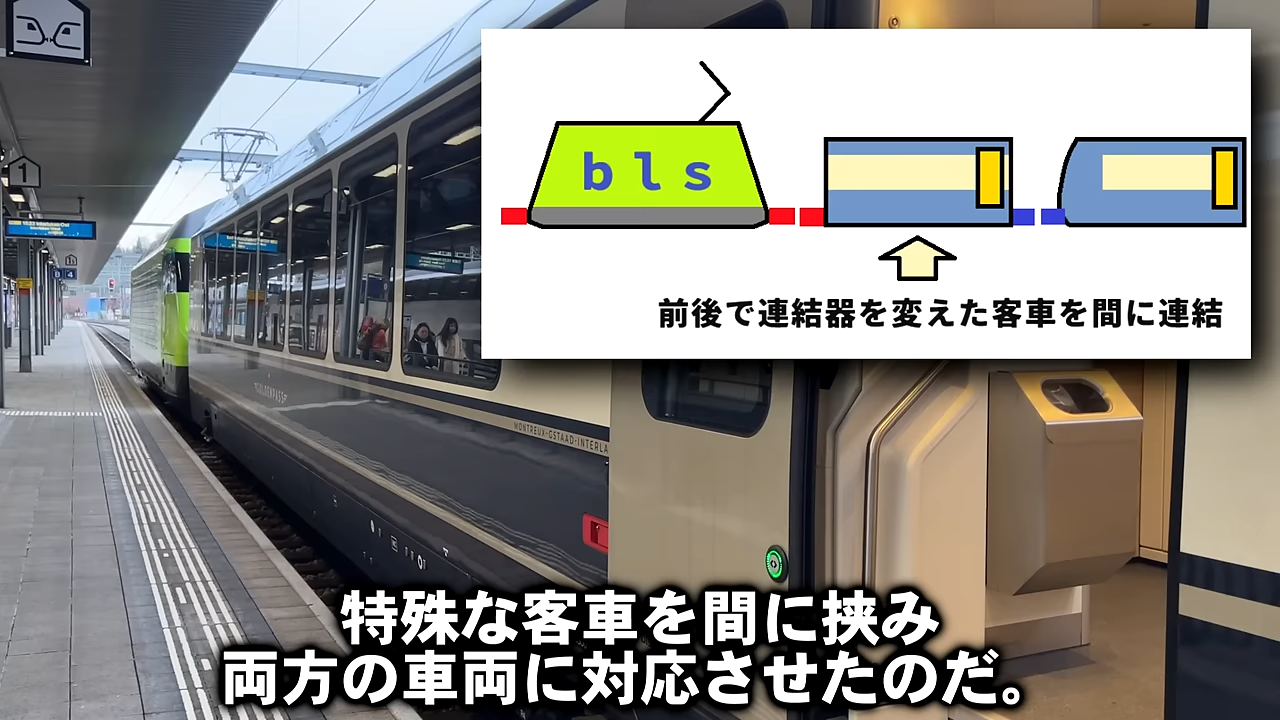 bls
前後で連結器を変えた客車を間に連結
1
GOLDENPASS
MONTREUX-GSTAAD-INTERLA
特殊な客車を間に挟み
両方の車両に対応させたのだ。